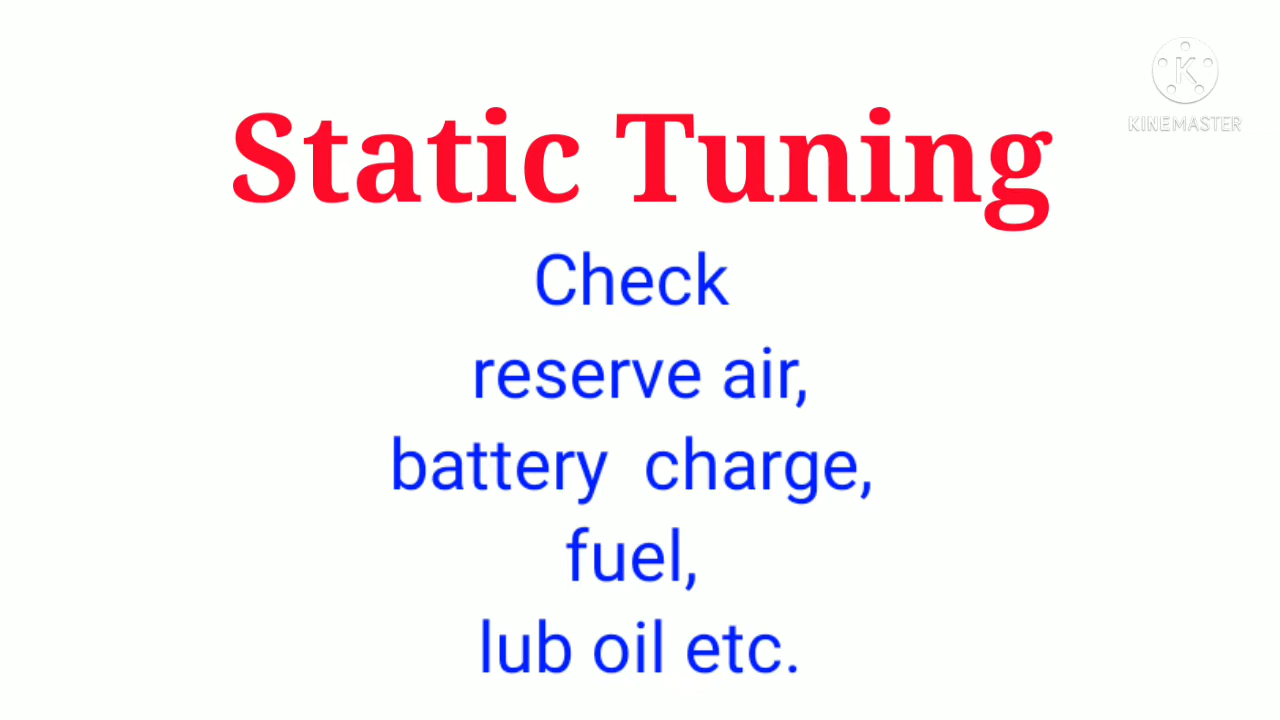 KINEMASTER
Static Tuning
Check
reserve air,
battery charge,
fuel,
lub oil etc.